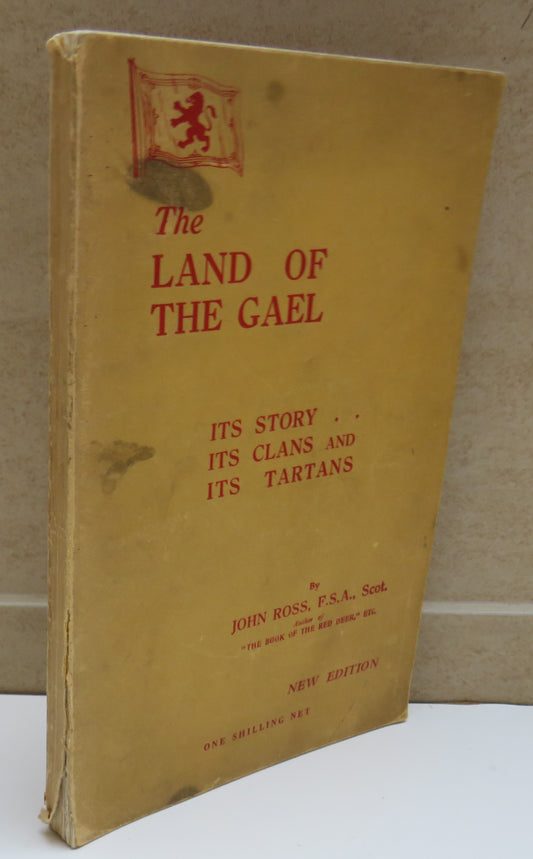 The
LAND OF
THE GAEL
ITS STORY . .
ITS CLANS AND
ITS TARTANS
By
JOHN ROSS, F.S.A., Scot.
Author of
"THE BOOK OF THE RED DEER," ETC.
NEW EDITION
ONE SHILLING NET